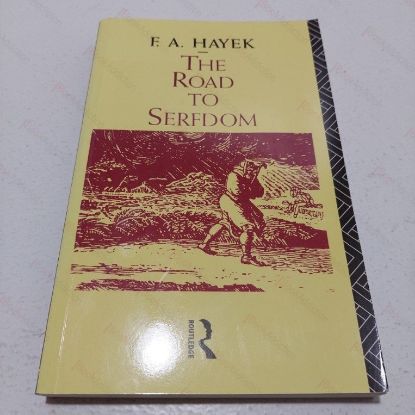 F. A. HAYEK
THE
ROAD
TO
SERFDOM
ROUTLEDGE